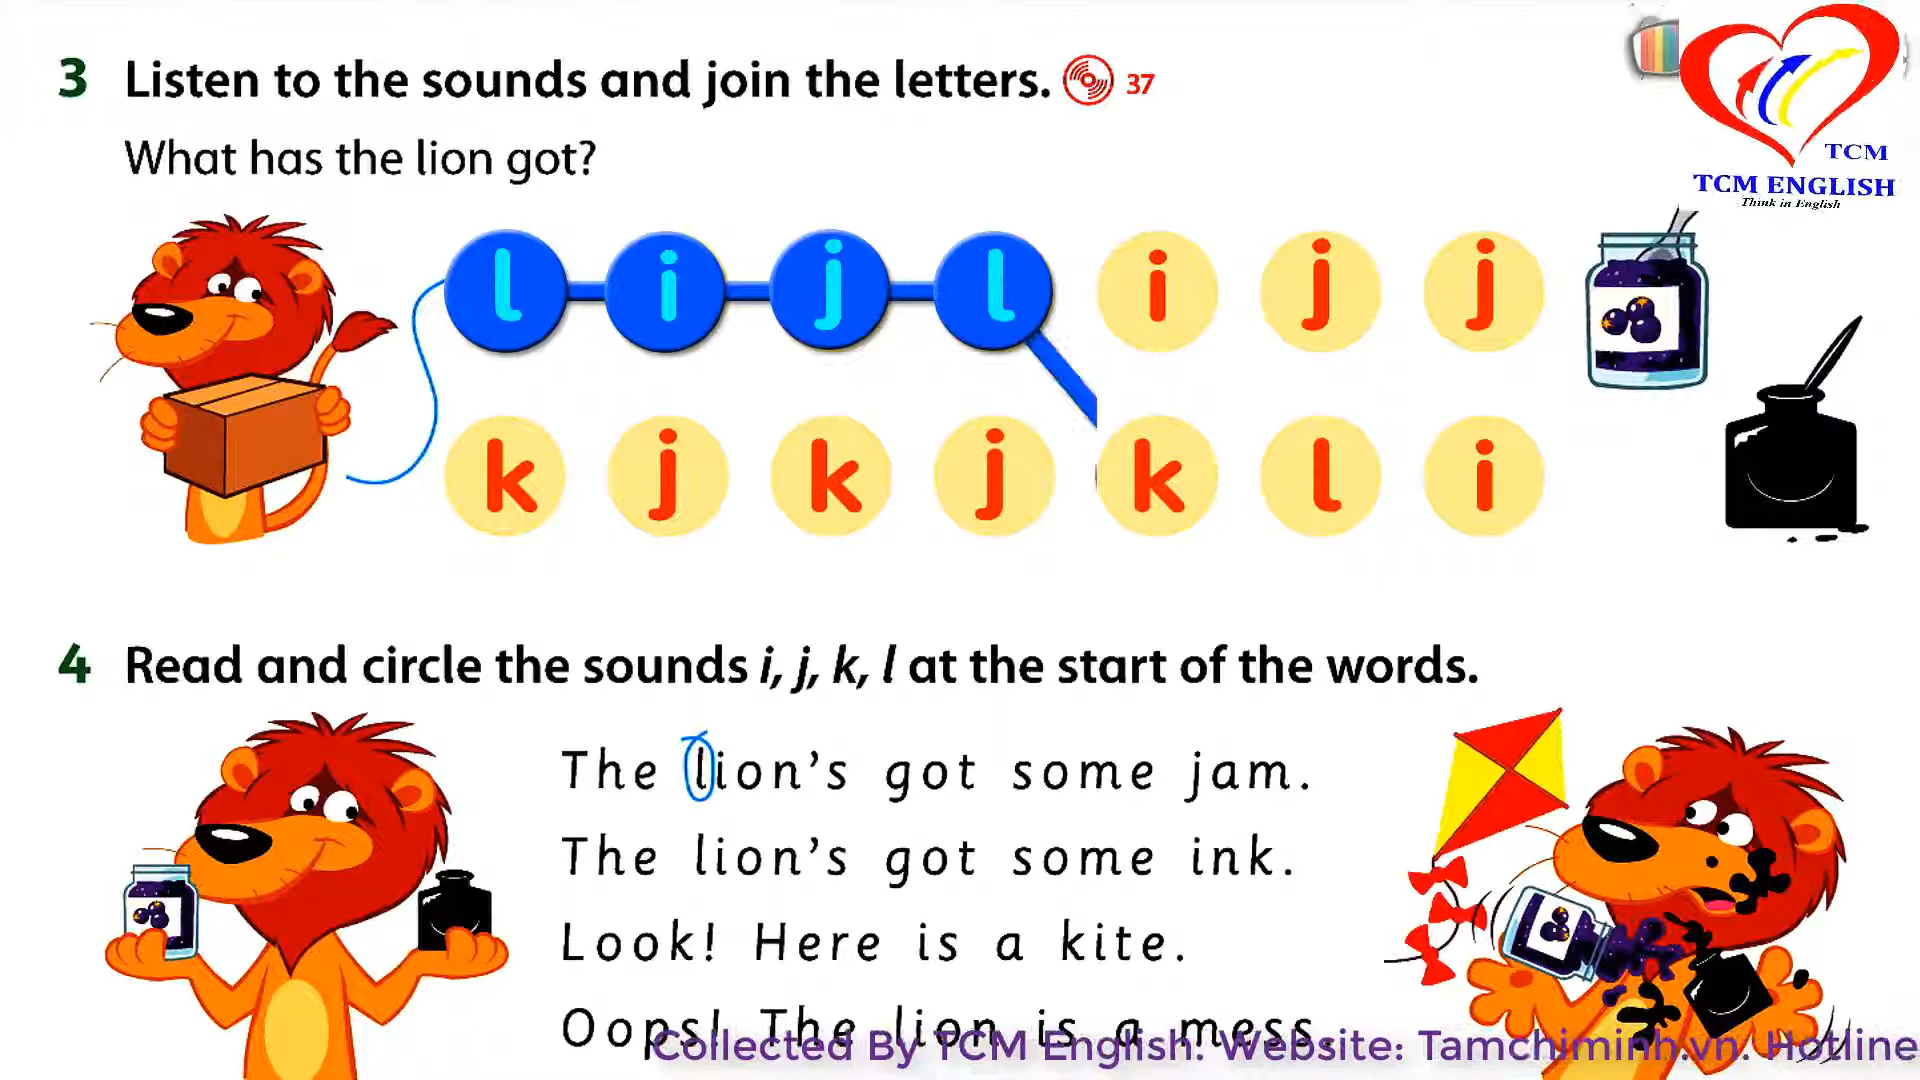 3 Listen to the sounds and join the letters. 37
What has the lion got?
TCM
TCM ENGLISH
Think in English
l i j l i j j
k j k j k l i
4 Read and circle the sounds i, j, k, l at the start of the words.
The lion's got some jam.
The lion's got some ink.
Look! Here is a kite.
Oops! The lion is a mess.
Collected By TCM English. Website: Tamchiminh.vn. Hotline